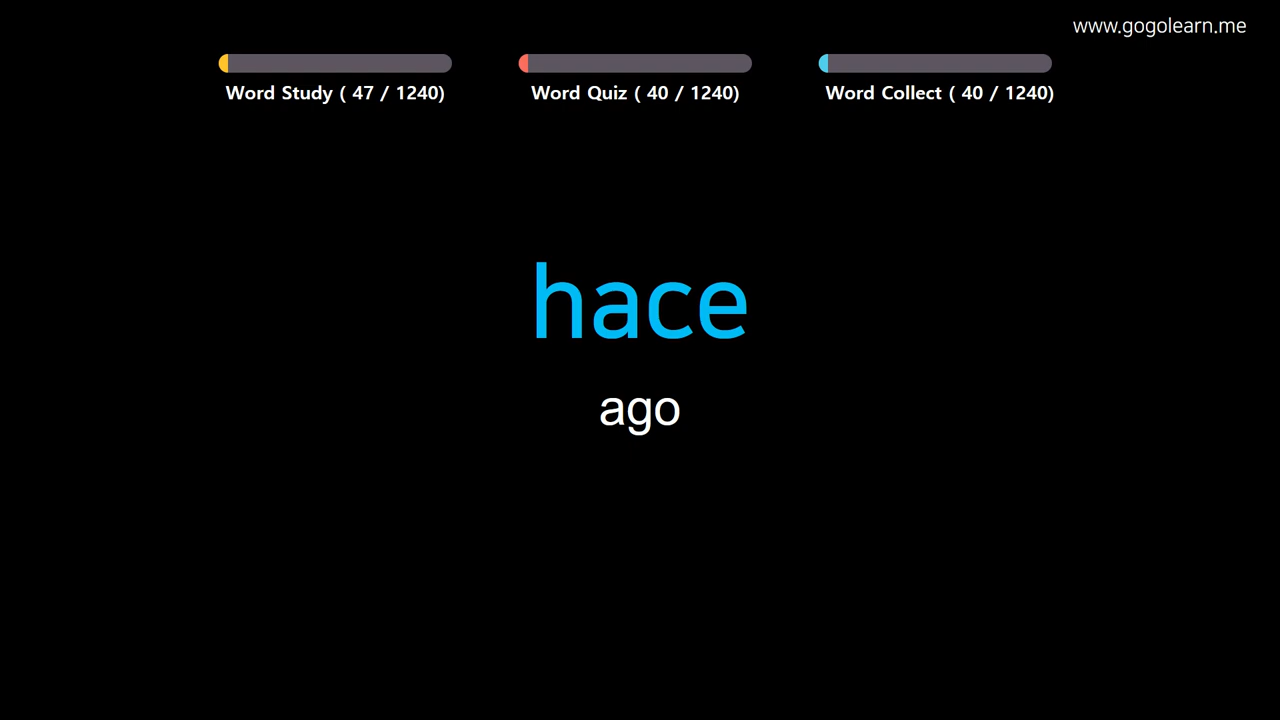 www.gogolearn.me
Word Study ( 47 / 1240)
Word Quiz ( 40 / 1240)
Word Collect ( 40 / 1240)
hace
ago